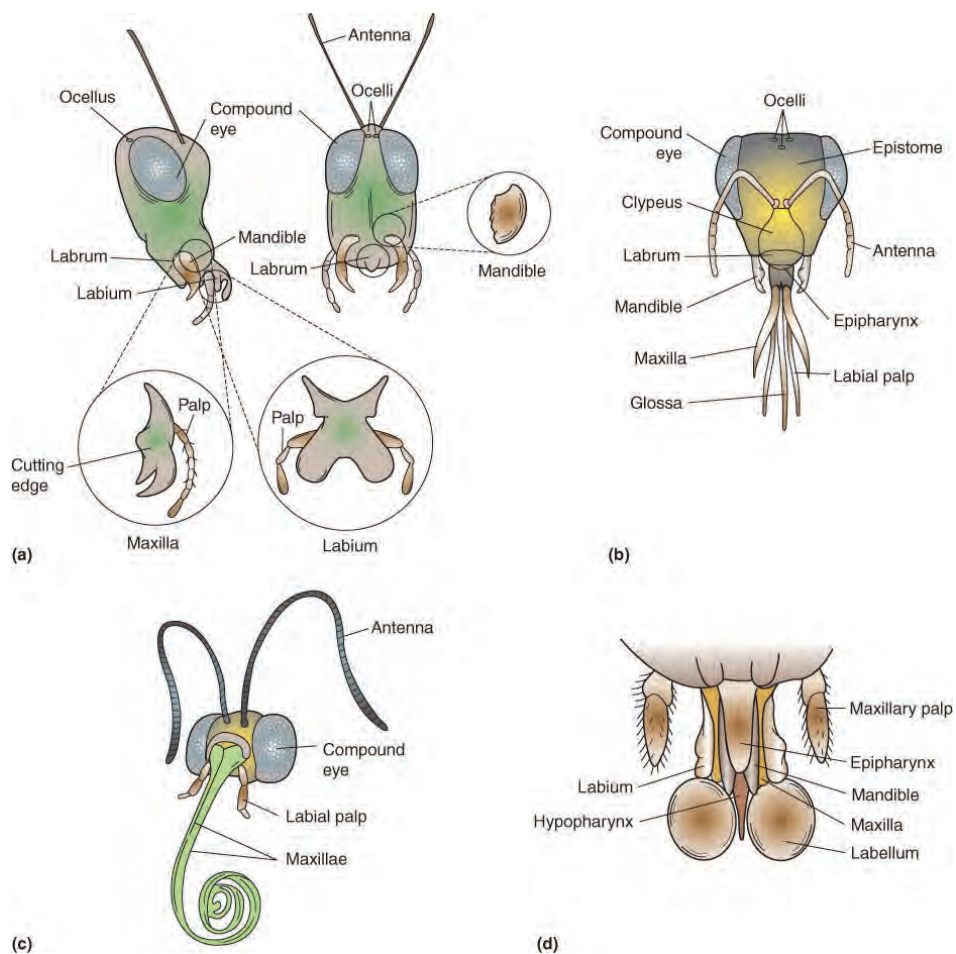 Antenna
Ocelli
Ocellus
Compound
eye
Mandible
Labrum
Labium
Labrum
Mandible
Palp
Cutting
edge
Maxilla
Palp
Labium
(a)
Ocelli
Compound
eye
Epistome
Clypeus
Labrum
Antenna
Mandible
Epipharynx
Maxilla
Labial palp
Glossa
(b)
Antenna
Compound
eye
Labial palp
Maxillae
(c)
Maxillary palp
Epipharynx
Labium
Mandible
Hypopharynx
Maxilla
Labellum
(d)